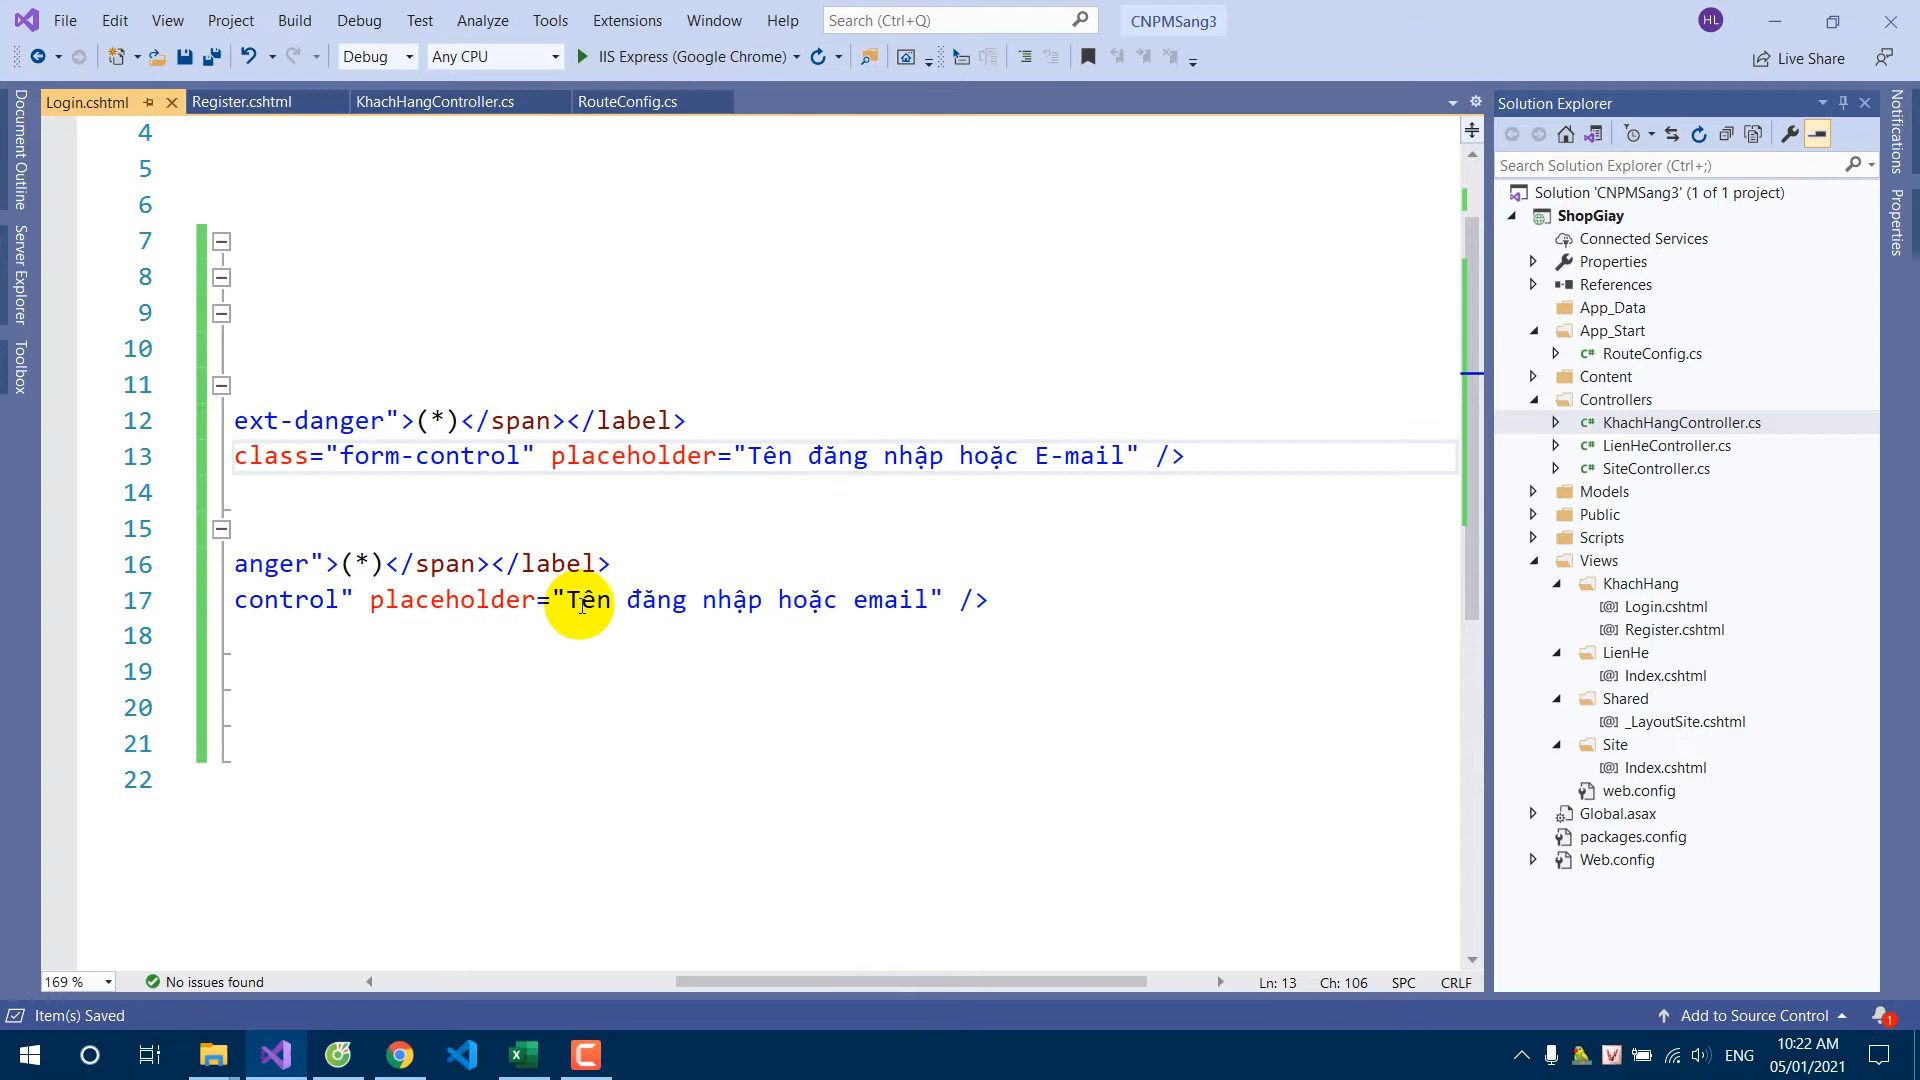 File Edit View Project Build Debug Test Analyze Tools Extensions Window Help Search (Ctrl+Q) CNPMSang3 HL
Debug Any CPU IIS Express (Google Chrome) Live Share
Login.cshtml Register.cshtml KhachHangController.cs RouteConfig.cs
Document Outline
Server Explorer
Toolbox
4
5
6
7
8
9
10
11
12 ext-danger">(*)</span></label>
13 class="form-control" placeholder="Tên đăng nhập hoặc E-mail" />
14
15
16 anger">(*)</span></label>
17 control" placeholder="Tên đăng nhập hoặc email" />
18
19
20
21
22
169 % No issues found Ln: 13 Ch: 106 SPC CRLF
Solution Explorer
Search Solution Explorer (Ctrl+;)
Solution 'CNPMSang3' (1 of 1 project)
ShopGiay
Connected Services
Properties
References
App_Data
App_Start
C# RouteConfig.cs
Content
Controllers
C# KhachHangController.cs
C# LienHeController.cs
C# SiteController.cs
Models
Public
Scripts
Views
KhachHang
[@] Login.cshtml
[@] Register.cshtml
LienHe
[@] Index.cshtml
Shared
[@] _LayoutSite.cshtml
Site
[@] Index.cshtml
web.config
Global.asax
packages.config
Web.config
Notifications
Properties
Item(s) Saved Add to Source Control 1
ENG 10:22 AM
05/01/2021